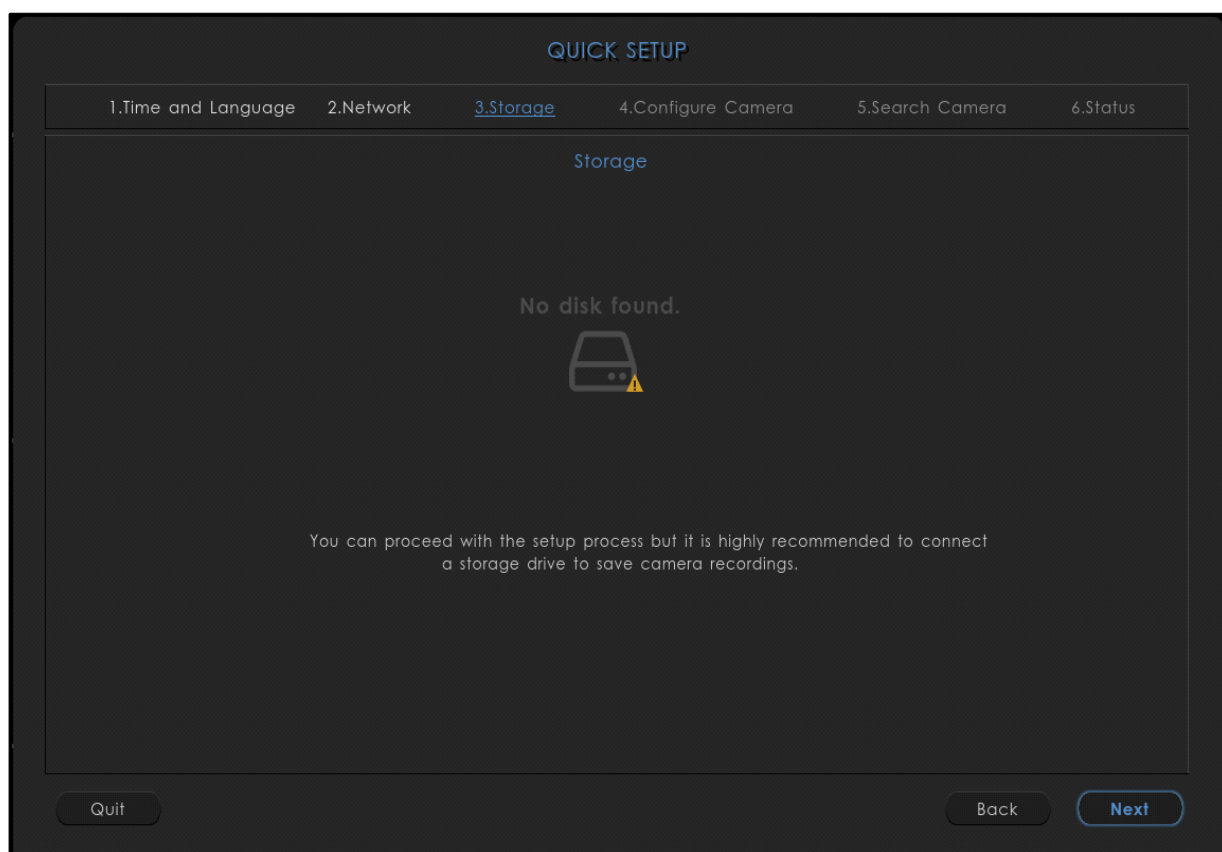 QUICK SETUP
1.Time and Language 2.Network 3.Storage 4.Configure Camera 5.Search Camera 6.Status
Storage
No disk found.
You can proceed with the setup process but it is highly recommended to connect
a storage drive to save camera recordings.
Quit Back Next